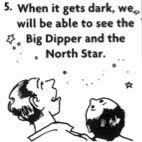 5. When it gets dark, we
will be able to see the
Big Dipper and the
North Star.